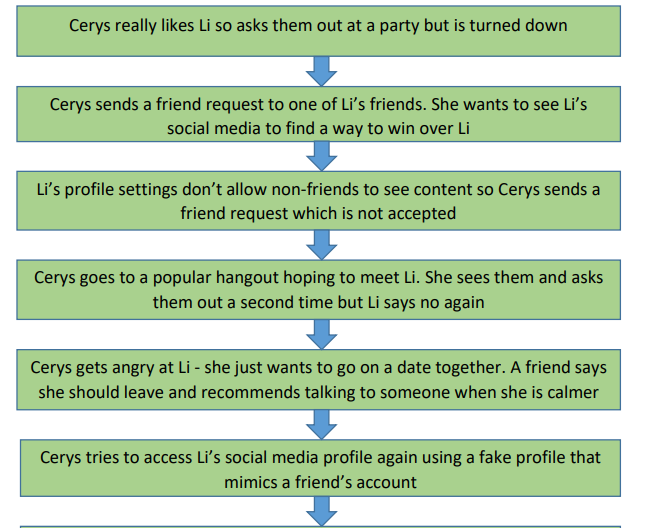 Cerys really likes Li so asks them out at a party but is turned down
Cerys sends a friend request to one of Li’s friends. She wants to see Li’s
social media to find a way to win over Li
Li’s profile settings don’t allow non-friends to see content so Cerys sends a
friend request which is not accepted
Cerys goes to a popular hangout hoping to meet Li. She sees them and asks
them out a second time but Li says no again
Cerys gets angry at Li - she just wants to go on a date together. A friend says
she should leave and recommends talking to someone when she is calmer
Cerys tries to access Li’s social media profile again using a fake profile that
mimics a friend’s account